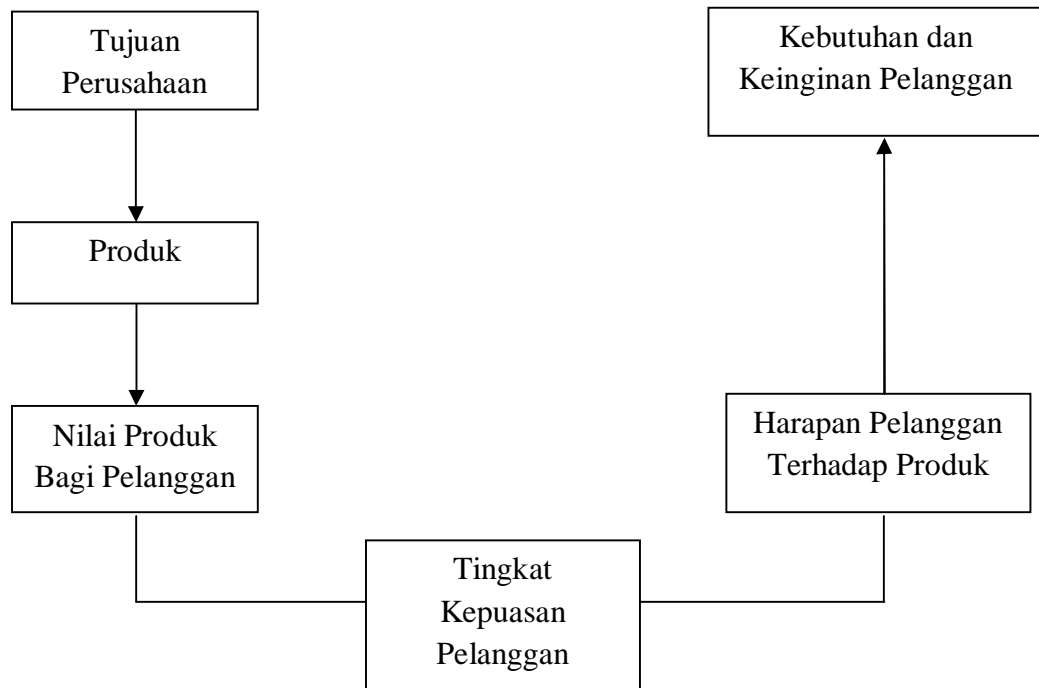 Tujuan
Perusahaan
Kebutuhan dan
Keinginan Pelanggan
Produk
Nilai Produk
Bagi Pelanggan
Harapan Pelanggan
Terhadap Produk
Tingkat
Kepuasan
Pelanggan